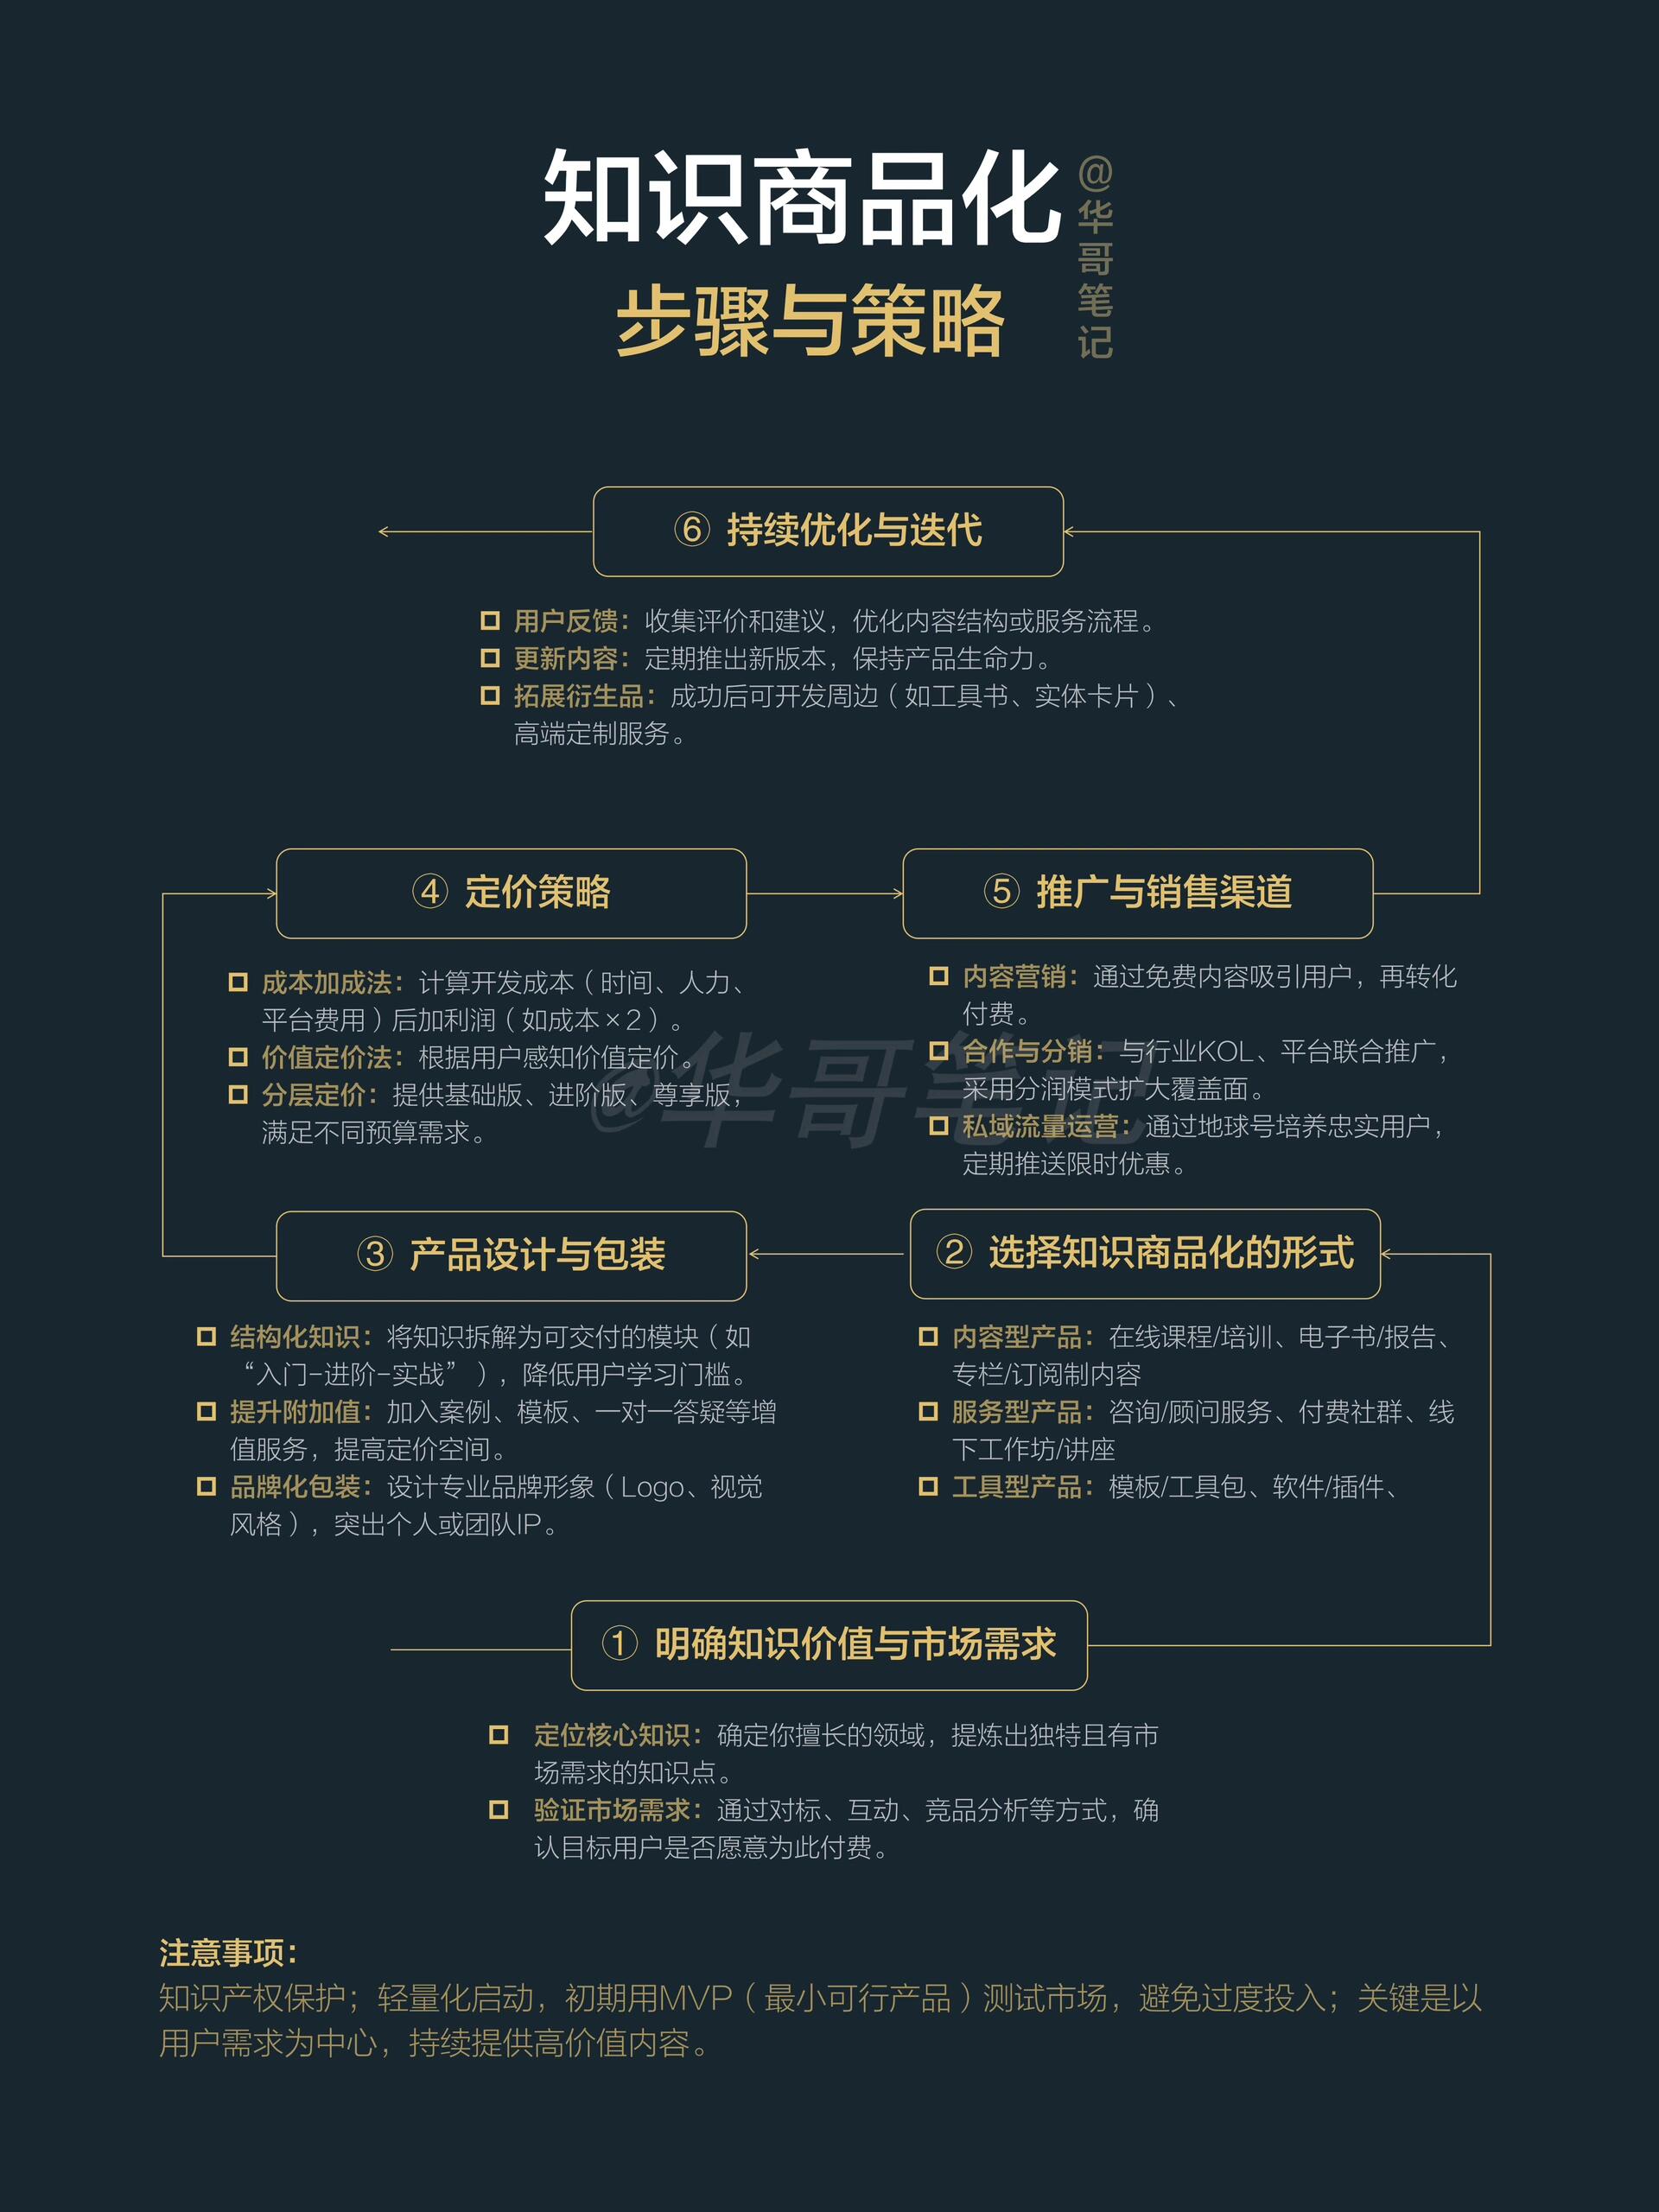 知识商品化
步骤与策略
@华哥笔记
⑥ 持续优化与迭代
用户反馈：收集评价和建议，优化内容结构或服务流程。
更新内容：定期推出新版本，保持产品生命力。
拓展衍生品：成功后可开发周边（如工具书、实体卡片）、
高端定制服务。
④ 定价策略
成本加成法：计算开发成本（时间、人力、
平台费用）后加利润（如成本×2）。
价值定价法：根据用户感知价值定价。
分层定价：提供基础版、进阶版、尊享版，
满足不同预算需求。
⑤ 推广与销售渠道
内容营销：通过免费内容吸引用户，再转化
付费。
合作与分销：与行业KOL、平台联合推广，
采用分润模式扩大覆盖面。
私域流量运营：通过地球号培养忠实用户，
定期推送限时优惠。
@华哥笔记
③ 产品设计与包装
结构化知识：将知识拆解为可交付的模块（如
“入门-进阶-实战”），降低用户学习门槛。
提升附加值：加入案例、模板、一对一答疑等增
值服务，提高定价空间。
品牌化包装：设计专业品牌形象（Logo、视觉
风格），突出个人或团队IP。
② 选择知识商品化的形式
内容型产品：在线课程/培训、电子书/报告、
专栏/订阅制内容
服务型产品：咨询/顾问服务、付费社群、线
下工作坊/讲座
工具型产品：模板/工具包、软件/插件、
① 明确知识价值与市场需求
定位核心知识：确定你擅长的领域，提炼出独特且有市
场需求的知识点。
验证市场需求：通过对标、互动、竞品分析等方式，确
认目标用户是否愿意为此付费。
注意事项：
知识产权保护；轻量化启动，初期用MVP（最小可行产品）测试市场，避免过度投入；关键是以
用户需求为中心，持续提供高价值内容。